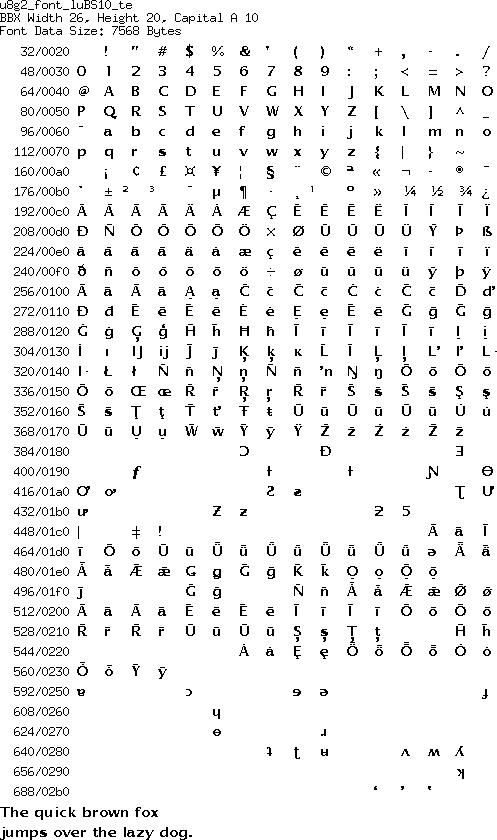 u8g2_font_luBS10_te
BBX Width 26, Height 20, Capital A 10
Font Data Size: 7568 Bytes
32/0020 ! " # $ % & ' ( ) * + , - . /
48/0030 0 1 2 3 4 5 6 7 8 9 : ; < = > ?
64/0040 @ A B C D E F G H I J K L M N O
80/0050 P Q R S T U V W X Y Z [ \ ] ^ _
96/0060 ` a b c d e f g h i j k l m n o
112/0070 p q r s t u v w x y z { | } ~
160/00a0 ¡ ¢ £ ¤ ¥ ¦ § ¨ © ª « ¬ - ® ¯
176/00b0 ° ± ² ³ ´ µ ¶ · ¸ ¹ º » ¼ ½ ¾ ¿
192/00c0 À Á Â Ã Ä Å Æ Ç È É Ê Ë Ì Í Î Ï
208/00d0 Ð Ñ Ò Ó Ô Õ Ö × Ø Ù Ú Û Ü Ý Þ ß
224/00e0 à á â ã ä å æ ç è é ê ë ì í î ï
240/00f0 ð ñ ò ó ô õ ö ÷ ø ù ú û ü ý þ ÿ
256/0100 Ā ā Ă ă Ą ą Ć ć Ĉ ĉ Ċ ċ Č č Ď ď
272/0110 Đ đ Ē ē Ĕ ĕ Ė ė Ę ę Ě ě Ĝ ĝ Ğ ğ
288/0120 Ġ ġ Ģ ģ Ĥ ĥ Ħ ħ Ĩ ĩ Ī ī Ĭ ĭ Į į
304/0130 İ ı Ĳ ĳ Ĵ ĵ Ķ ķ ĸ Ĺ ĺ Ļ ļ Ľ ľ Ŀ
320/0140 ŀ Ł ł Ń ń Ņ ņ Ň ň ŉ Ŋ ŋ Ō ō Ŏ ŏ
336/0150 Ő ő Œ œ Ŕ ŕ Ŗ ŗ Ř ř Ś ś Ŝ ŝ Ş ş
352/0160 Š š Ţ ţ Ť ť Ŧ ŧ Ũ ũ Ū ū Ŭ ŭ Ů ů
368/0170 Ű ű Ų ų Ŵ ŵ Ŷ ŷ Ÿ Ź ź Ż ż Ž ž
384/0180 Ɔ Ɖ Ǝ
400/0190 ƒ ƚ Ɲ Ɵ
416/01a0 Ơ ơ Ƨ ƨ Ʈ Ư
432/01b0 ư Ƶ ƶ ƻ Ƽ
448/01c0 ǀ ǂ ǃ Ǎ ǎ Ǐ
464/01d0 ǐ Ǒ ǒ Ǔ ǔ Ǖ ǖ Ǘ ǘ Ǚ ǚ Ǜ ǜ ǝ Ǟ ǟ
480/01e0 Ǡ ǡ Ǣ ǣ Ǥ ǥ Ǧ ǧ Ǩ ǩ Ǫ ǫ Ǭ ǭ
496/01f0 ǰ Ǵ ǵ Ǹ ǹ Ǻ ǻ Ǽ ǽ Ǿ ǿ
512/0200 Ȁ ȁ Ȃ ȃ Ȅ ȅ Ȇ ȇ Ȉ ȉ Ȋ ȋ Ȍ ȍ Ȏ ȏ
528/0210 Ȑ ȑ Ȓ ȓ Ȕ ȕ Ȗ ȗ Ș ș Ț ț Ȟ ȟ
544/0220 Ȧ ȧ Ȩ ȩ Ȫ ȫ Ȭ ȭ Ȯ ȯ
560/0230 Ȱ ȱ Ȳ ȳ
592/0250 ɐ ɔ ɘ ə ɟ
608/0260 ɥ
624/0270 ɵ ɹ
640/0280 ʇ ʈ ʉ ʌ ʍ ʎ
656/0290 ʞ
688/02b0 ʻ ʼ ʽ
The quick brown fox
jumps over the lazy dog.